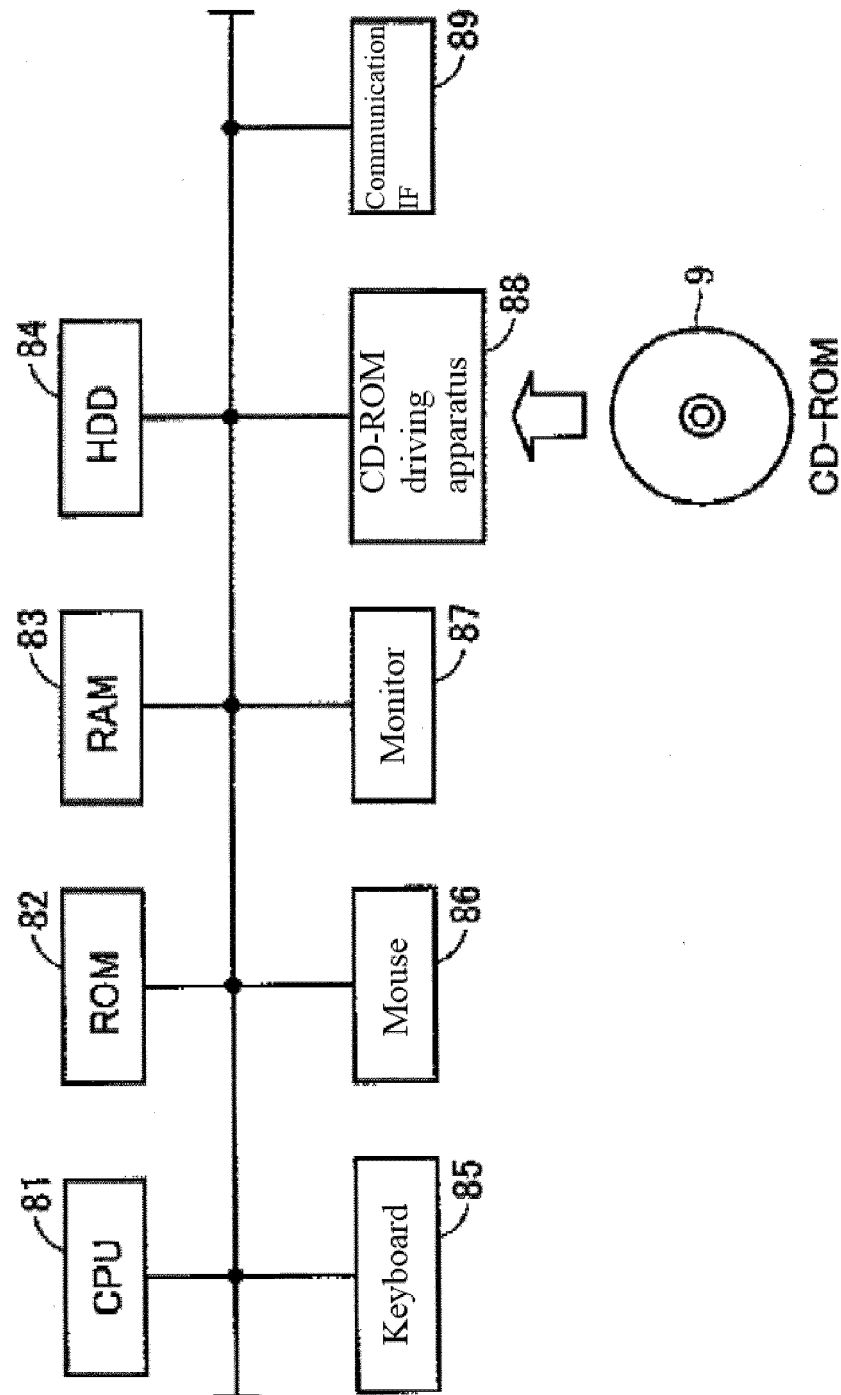 81
CPU
82
ROM
83
RAM
84
HDD
Keyboard
85
Mouse
86
Monitor
87
CD-ROM
driving
apparatus
88
Communication
IF
89
9
CD-ROM